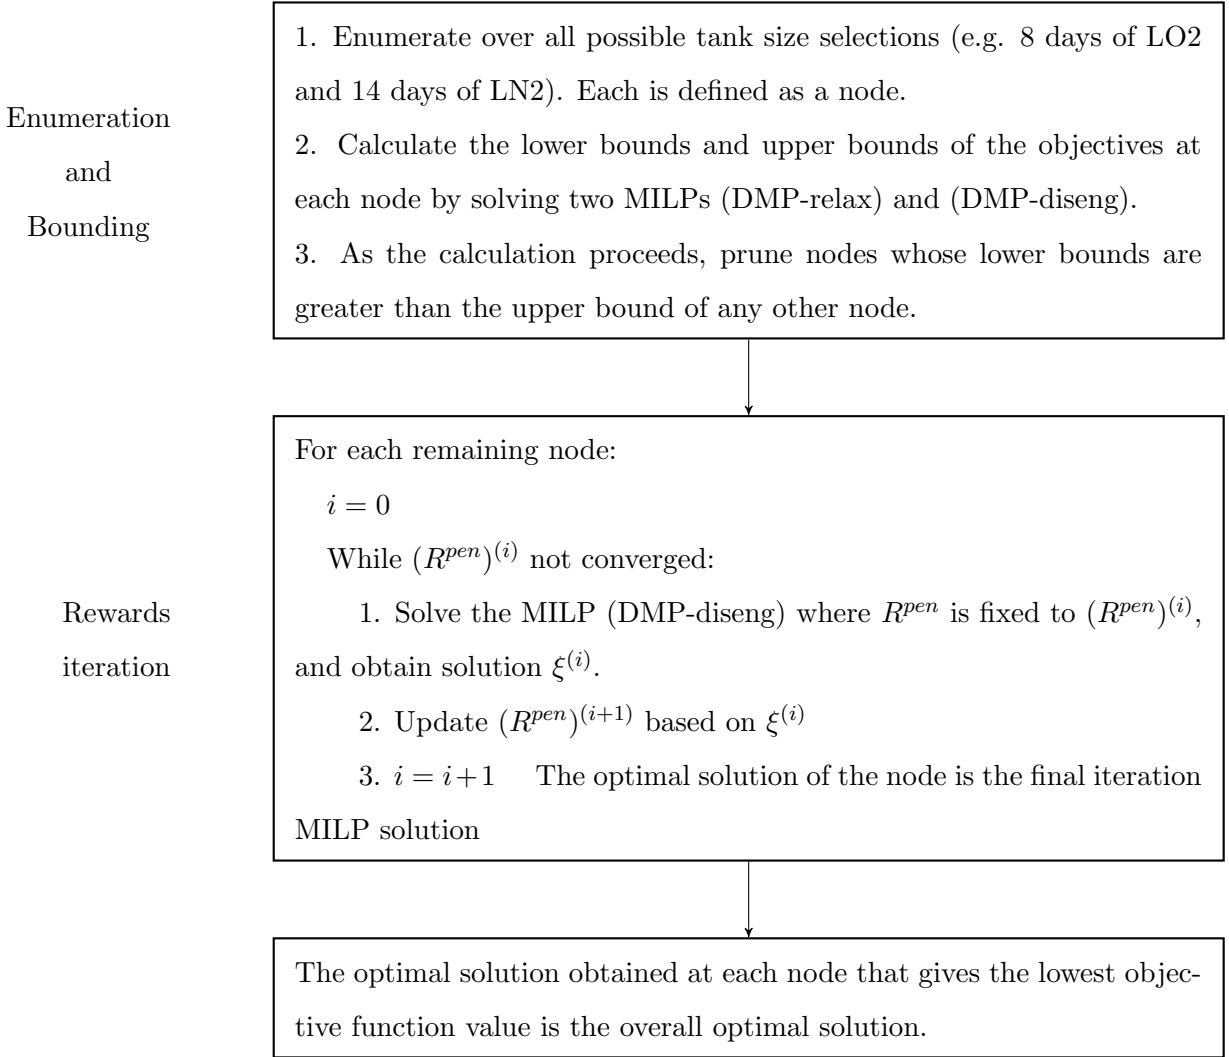 Enumeration
and
Bounding
1. Enumerate over all possible tank size selections (e.g. 8 days of LO2
and 14 days of LN2). Each is defined as a node.
2. Calculate the lower bounds and upper bounds of the objectives at
each node by solving two MILPs (DMP-relax) and (DMP-diseng).
3. As the calculation proceeds, prune nodes whose lower bounds are
greater than the upper bound of any other node.
Rewards
iteration
For each remaining node:
$i = 0$
While $(R^{pen})^{(i)}$ not converged:
1. Solve the MILP (DMP-diseng) where $R^{pen}$ is fixed to $(R^{pen})^{(i)}$,
and obtain solution $\xi^{(i)}$.
2. Update $(R^{pen})^{(i+1)}$ based on $\xi^{(i)}$
3. $i = i+1$ The optimal solution of the node is the final iteration
MILP solution
The optimal solution obtained at each node that gives the lowest objec-
tive function value is the overall optimal solution.